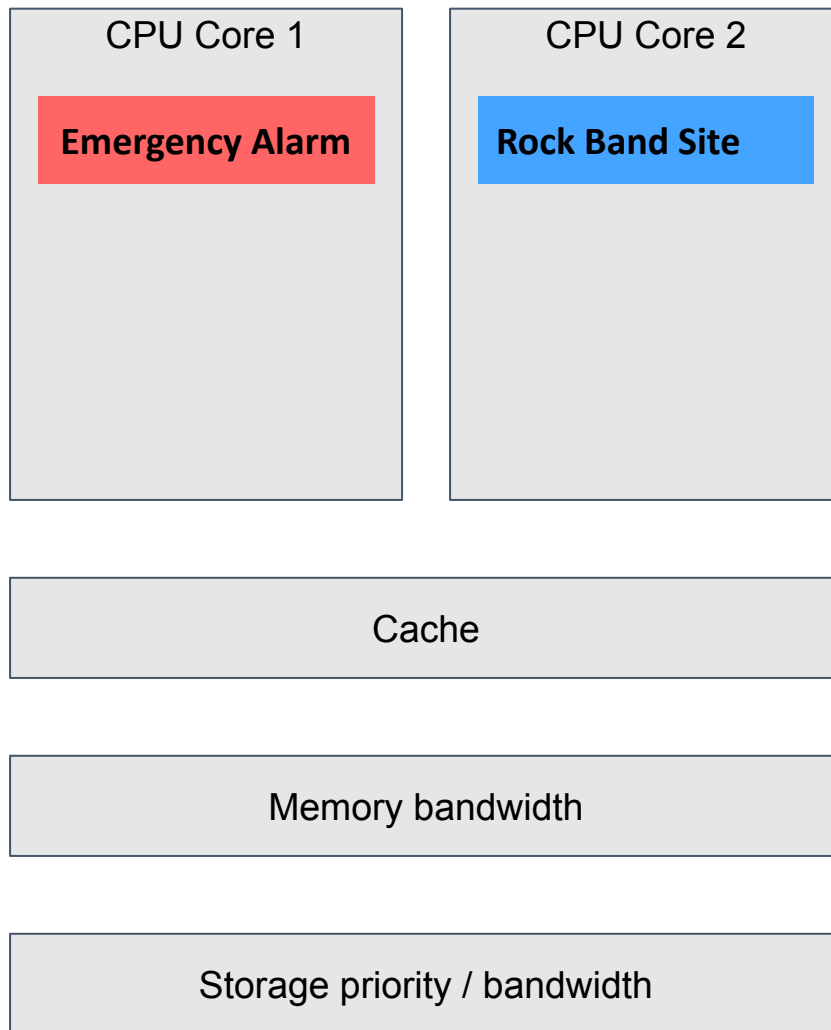 CPU Core 1
CPU Core 2
Emergency Alarm
Rock Band Site
Cache
Memory bandwidth
Storage priority / bandwidth